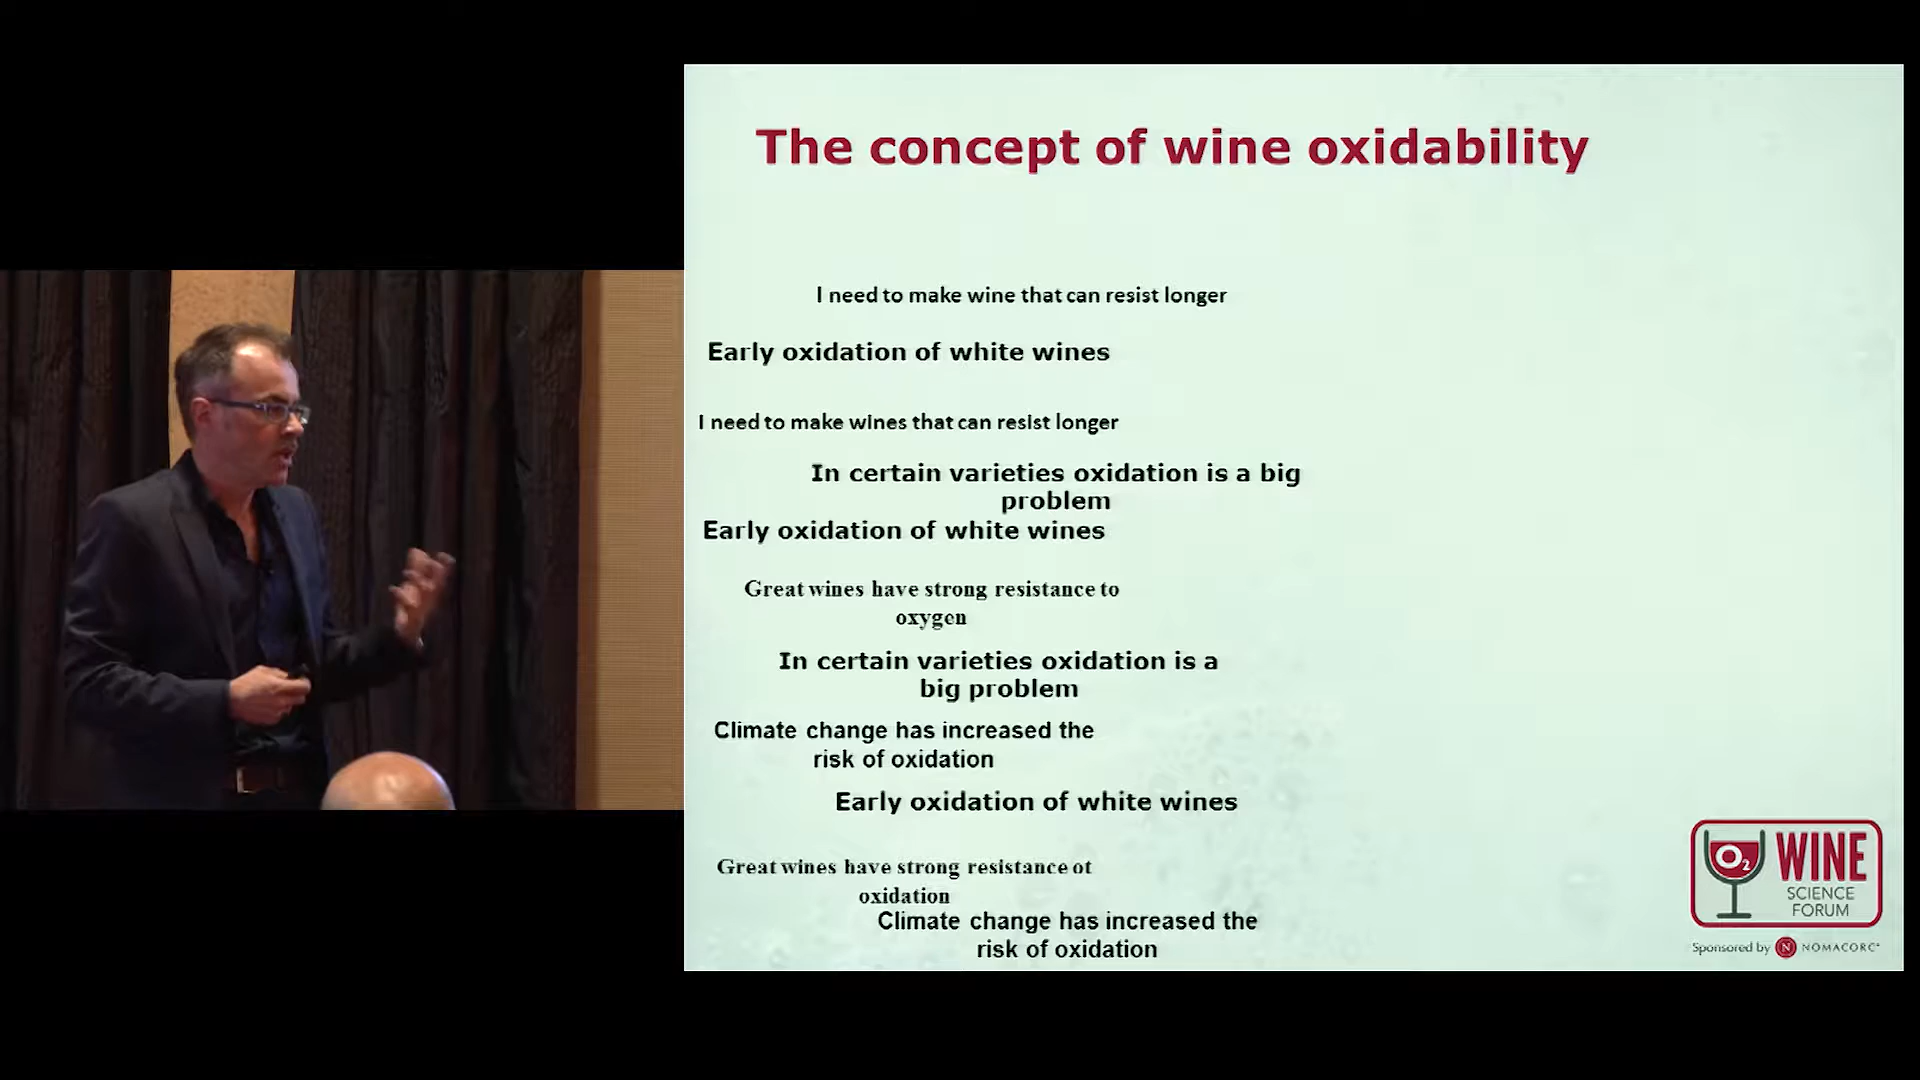 The concept of wine oxidability
I need to make wine that can resist longer
Early oxidation of white wines
I need to make wines that can resist longer
In certain varieties oxidation is a big
problem
Early oxidation of white wines
Great wines have strong resistance to
oxygen
In certain varieties oxidation is a
big problem
Climate change has increased the
risk of oxidation
Early oxidation of white wines
Great wines have strong resistance ot
oxidation
Climate change has increased the
risk of oxidation
O2 WINE
SCIENCE
FORUM
Sponsored by N NOMACORC